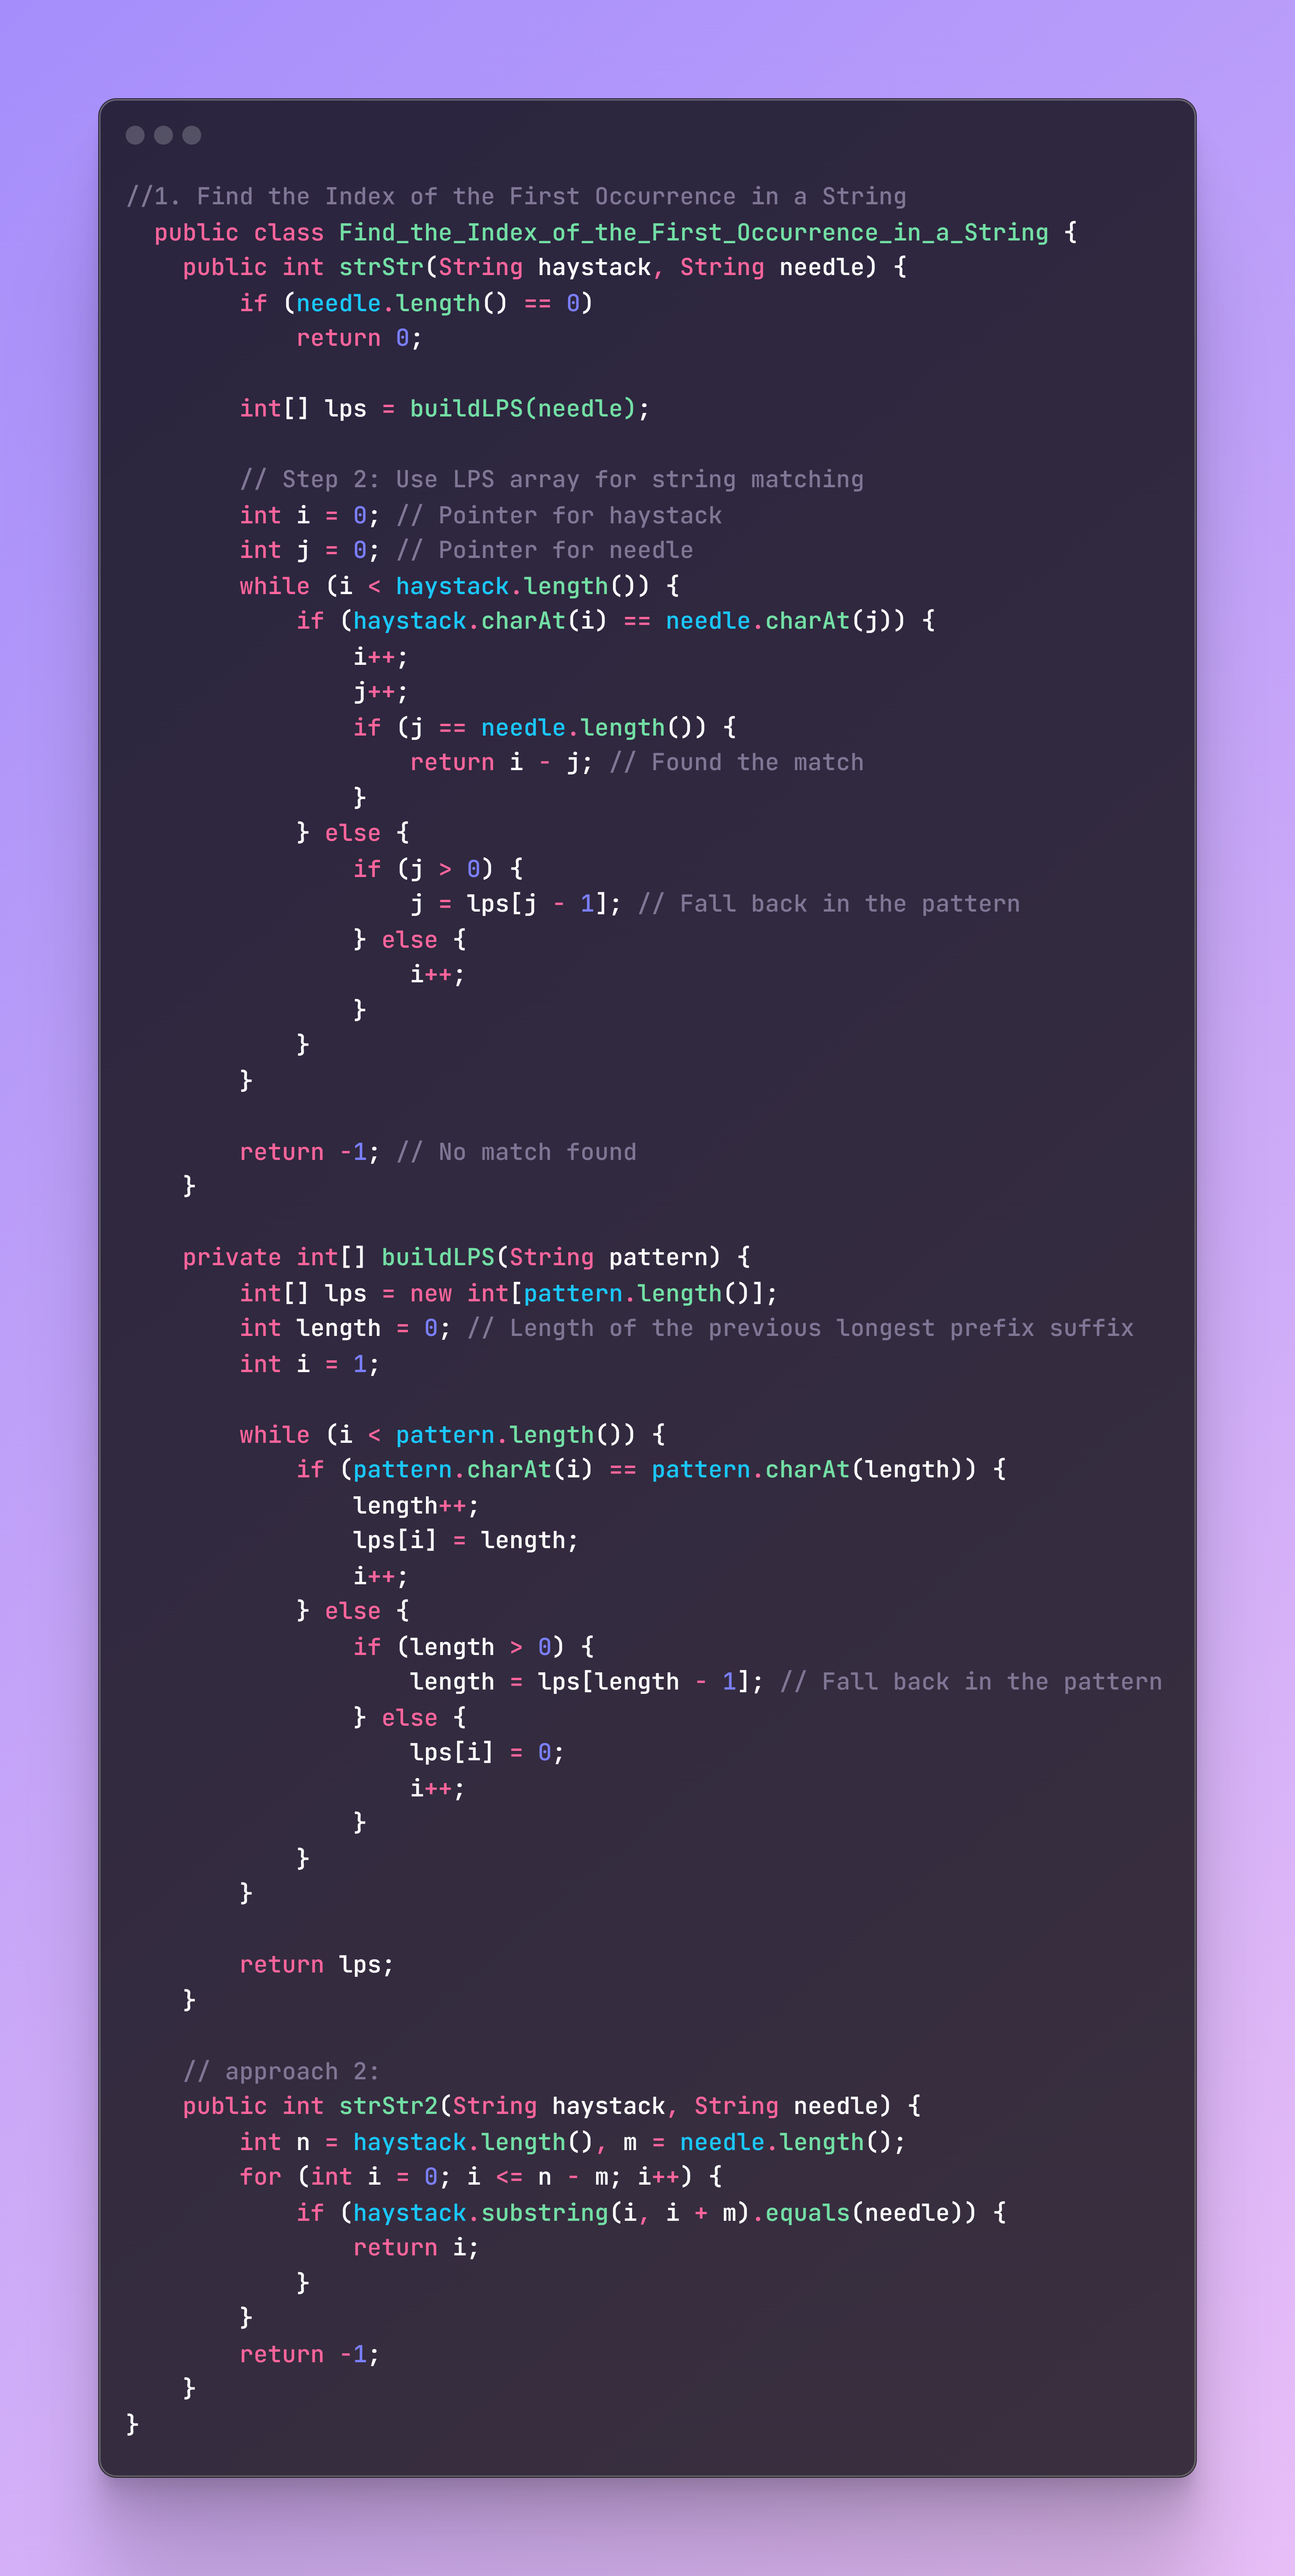 //1. Find the Index of the First Occurrence in a String
  public class Find_the_Index_of_the_First_Occurrence_in_a_String {
    public int strStr(String haystack, String needle) {
        if (needle.length() == 0)
            return 0;

        int[] lps = buildLPS(needle);

        // Step 2: Use LPS array for string matching
        int i = 0; // Pointer for haystack
        int j = 0; // Pointer for needle
        while (i < haystack.length()) {
            if (haystack.charAt(i) == needle.charAt(j)) {
                i++;
                j++;
                if (j == needle.length()) {
                    return i - j; // Found the match
                }
            } else {
                if (j > 0) {
                    j = lps[j - 1]; // Fall back in the pattern
                } else {
                    i++;
                }
            }
        }

        return -1; // No match found
    }

    private int[] buildLPS(String pattern) {
        int[] lps = new int[pattern.length()];
        int length = 0; // Length of the previous longest prefix suffix
        int i = 1;

        while (i < pattern.length()) {
            if (pattern.charAt(i) == pattern.charAt(length)) {
                length++;
                lps[i] = length;
                i++;
            } else {
                if (length > 0) {
                    length = lps[length - 1]; // Fall back in the pattern
                } else {
                    lps[i] = 0;
                    i++;
                }
            }
        }

        return lps;
    }

    // approach 2:
    public int strStr2(String haystack, String needle) {
        int n = haystack.length(), m = needle.length();
        for (int i = 0; i <= n - m; i++) {
            if (haystack.substring(i, i + m).equals(needle)) {
                return i;
            }
        }
        return -1;
    }
}